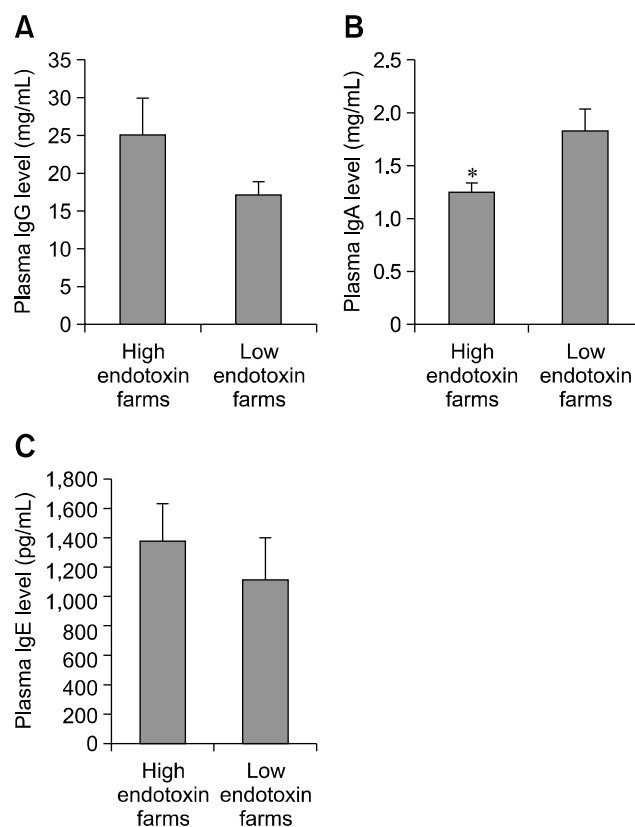 A
Plasma IgG level (mg/mL)
35
30
25
20
15
10
5
0
High
endotoxin
farms
Low
endotoxin
farms
B
Plasma IgA level (mg/mL)
2.5
2.0
1.5
1.0
0.5
0
*
High
endotoxin
farms
Low
endotoxin
farms
C
Plasma IgE level (pg/mL)
1,800
1,600
1,400
1,200
1,000
800
600
400
200
0
High
endotoxin
farms
Low
endotoxin
farms